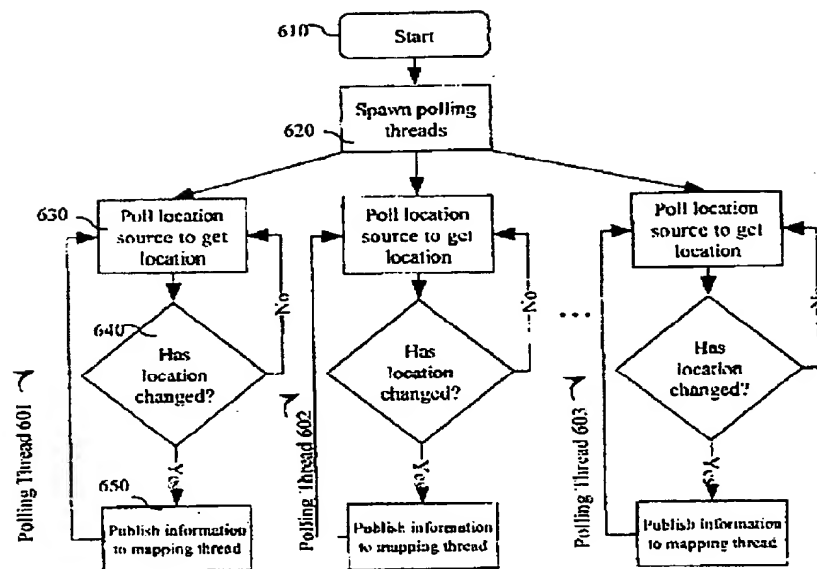 610
Start
620
Spawn polling
threads
630
Poll location
source to get
location
Poll location
source to get
location
Poll location
source to get
location
No
No
No
...
640
Has
location
changed?
Has
location
changed?
Has
location
changed?
Polling Thread 601
Polling Thread 602
Polling Thread 603
Yes
Yes
Yes
650
Publish information
to mapping thread
Publish information
to mapping thread
Publish information
to mapping thread